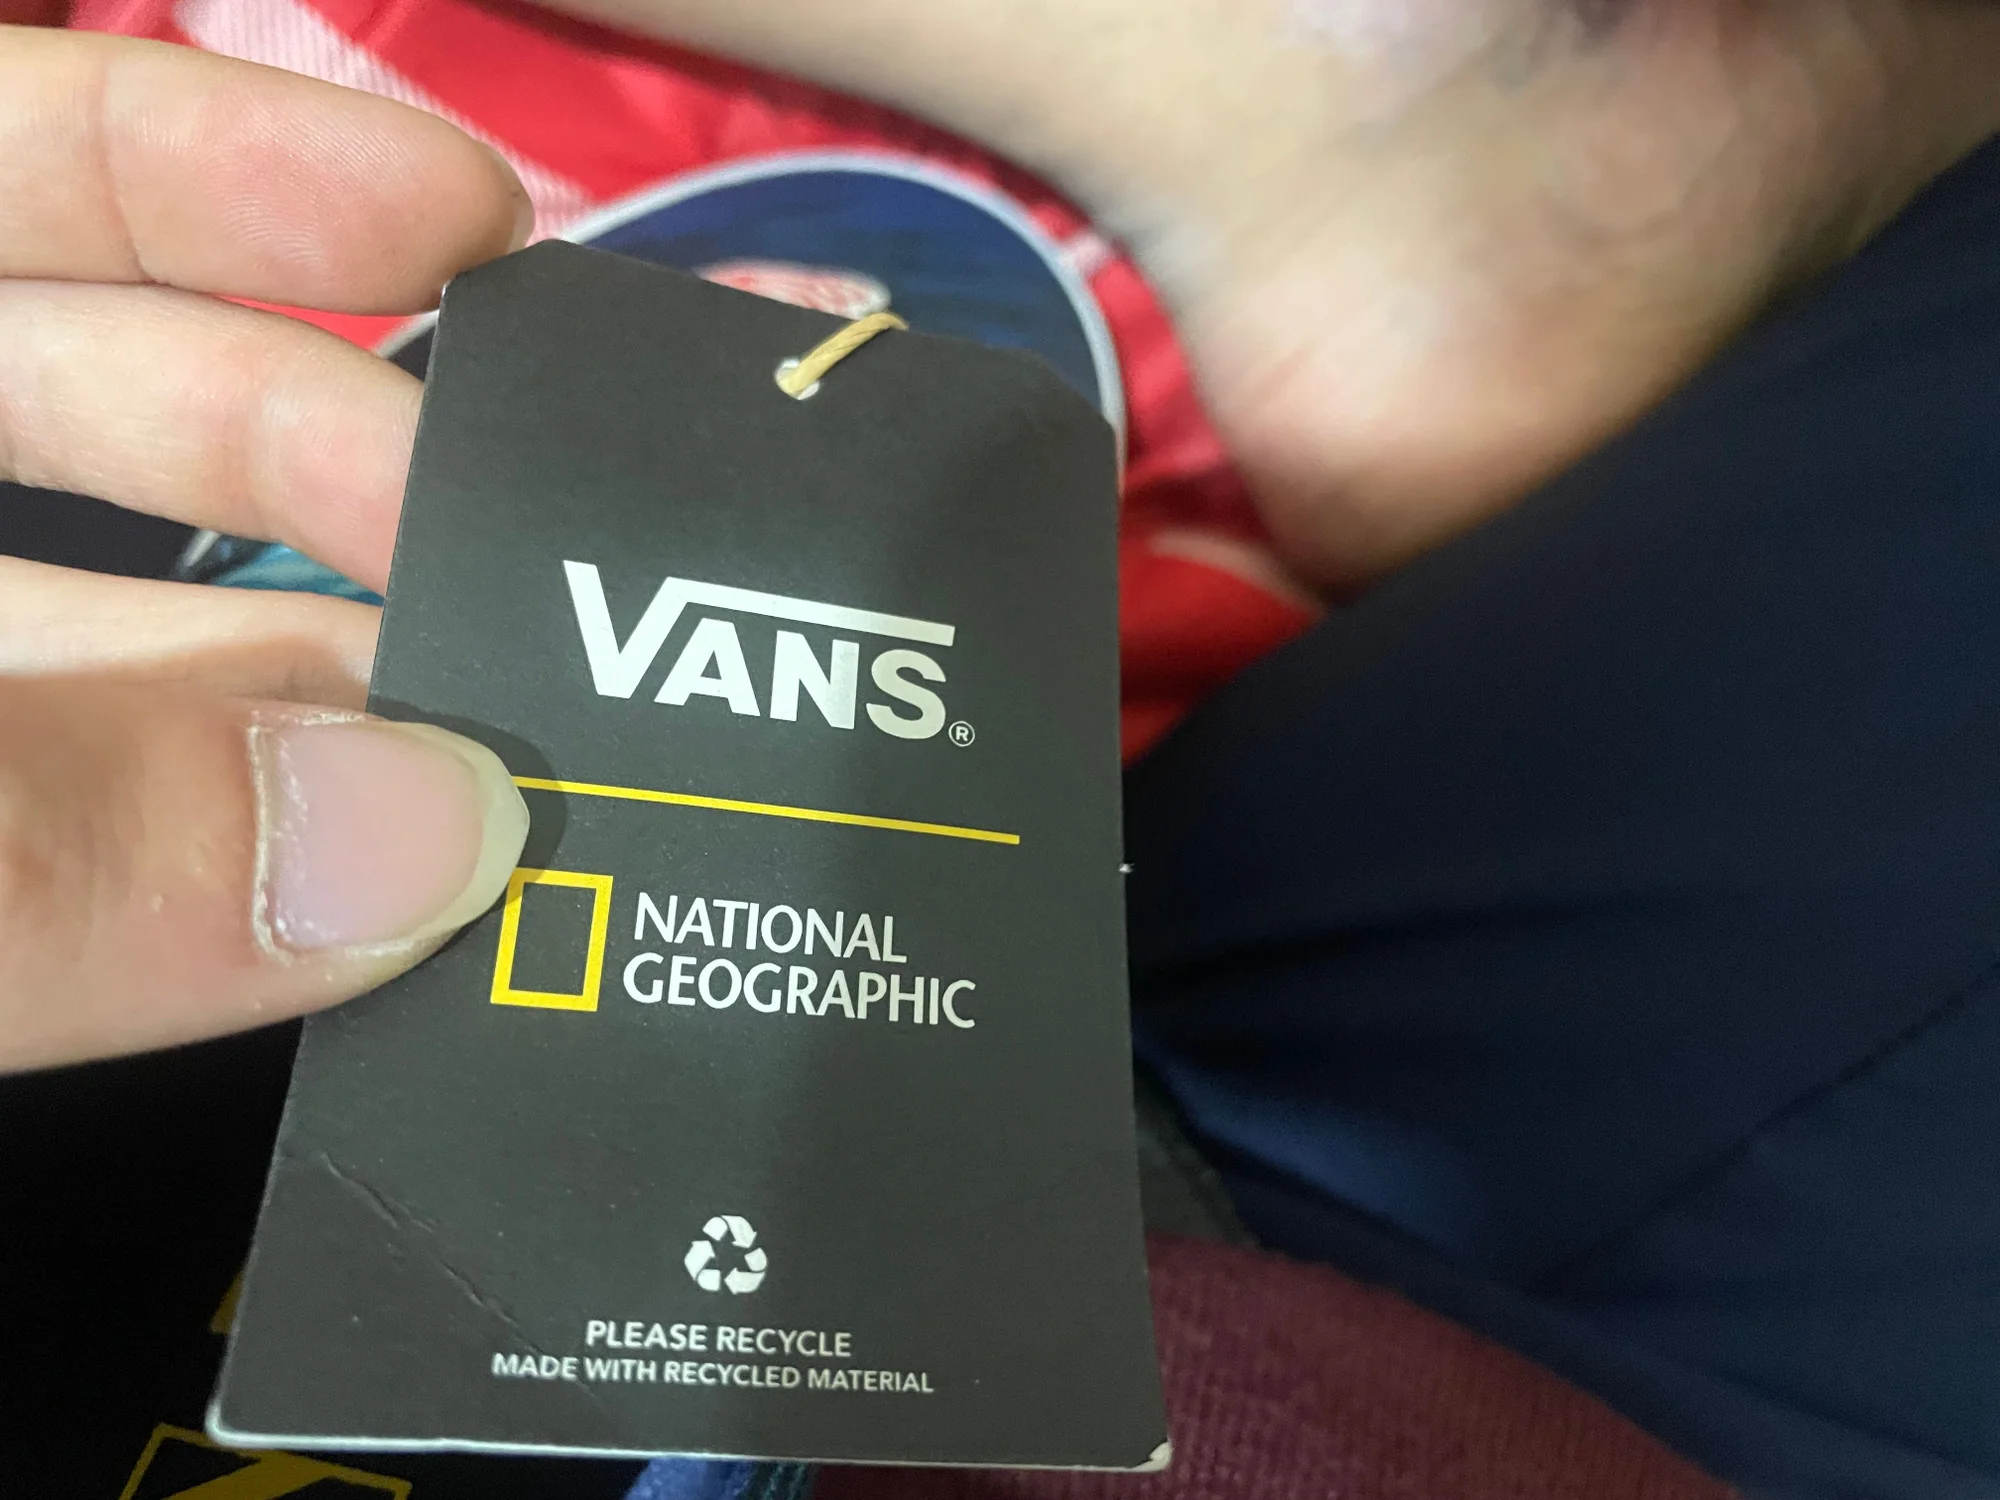 VANS®
NATIONAL
GEOGRAPHIC
PLEASE RECYCLE
MADE WITH RECYCLED MATERIAL